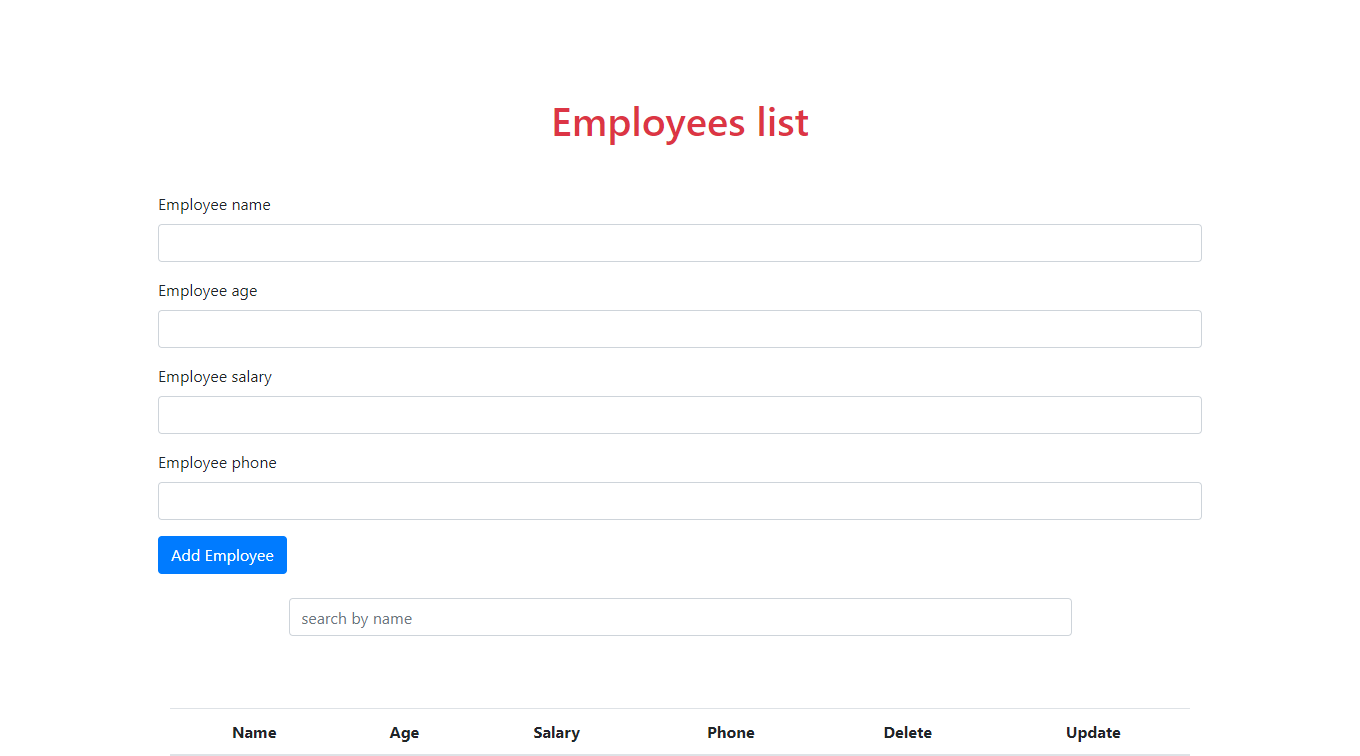 Employees list
Employee name
Employee age
Employee salary
Employee phone
Add Employee
search by name
Name Age Salary Phone Delete Update